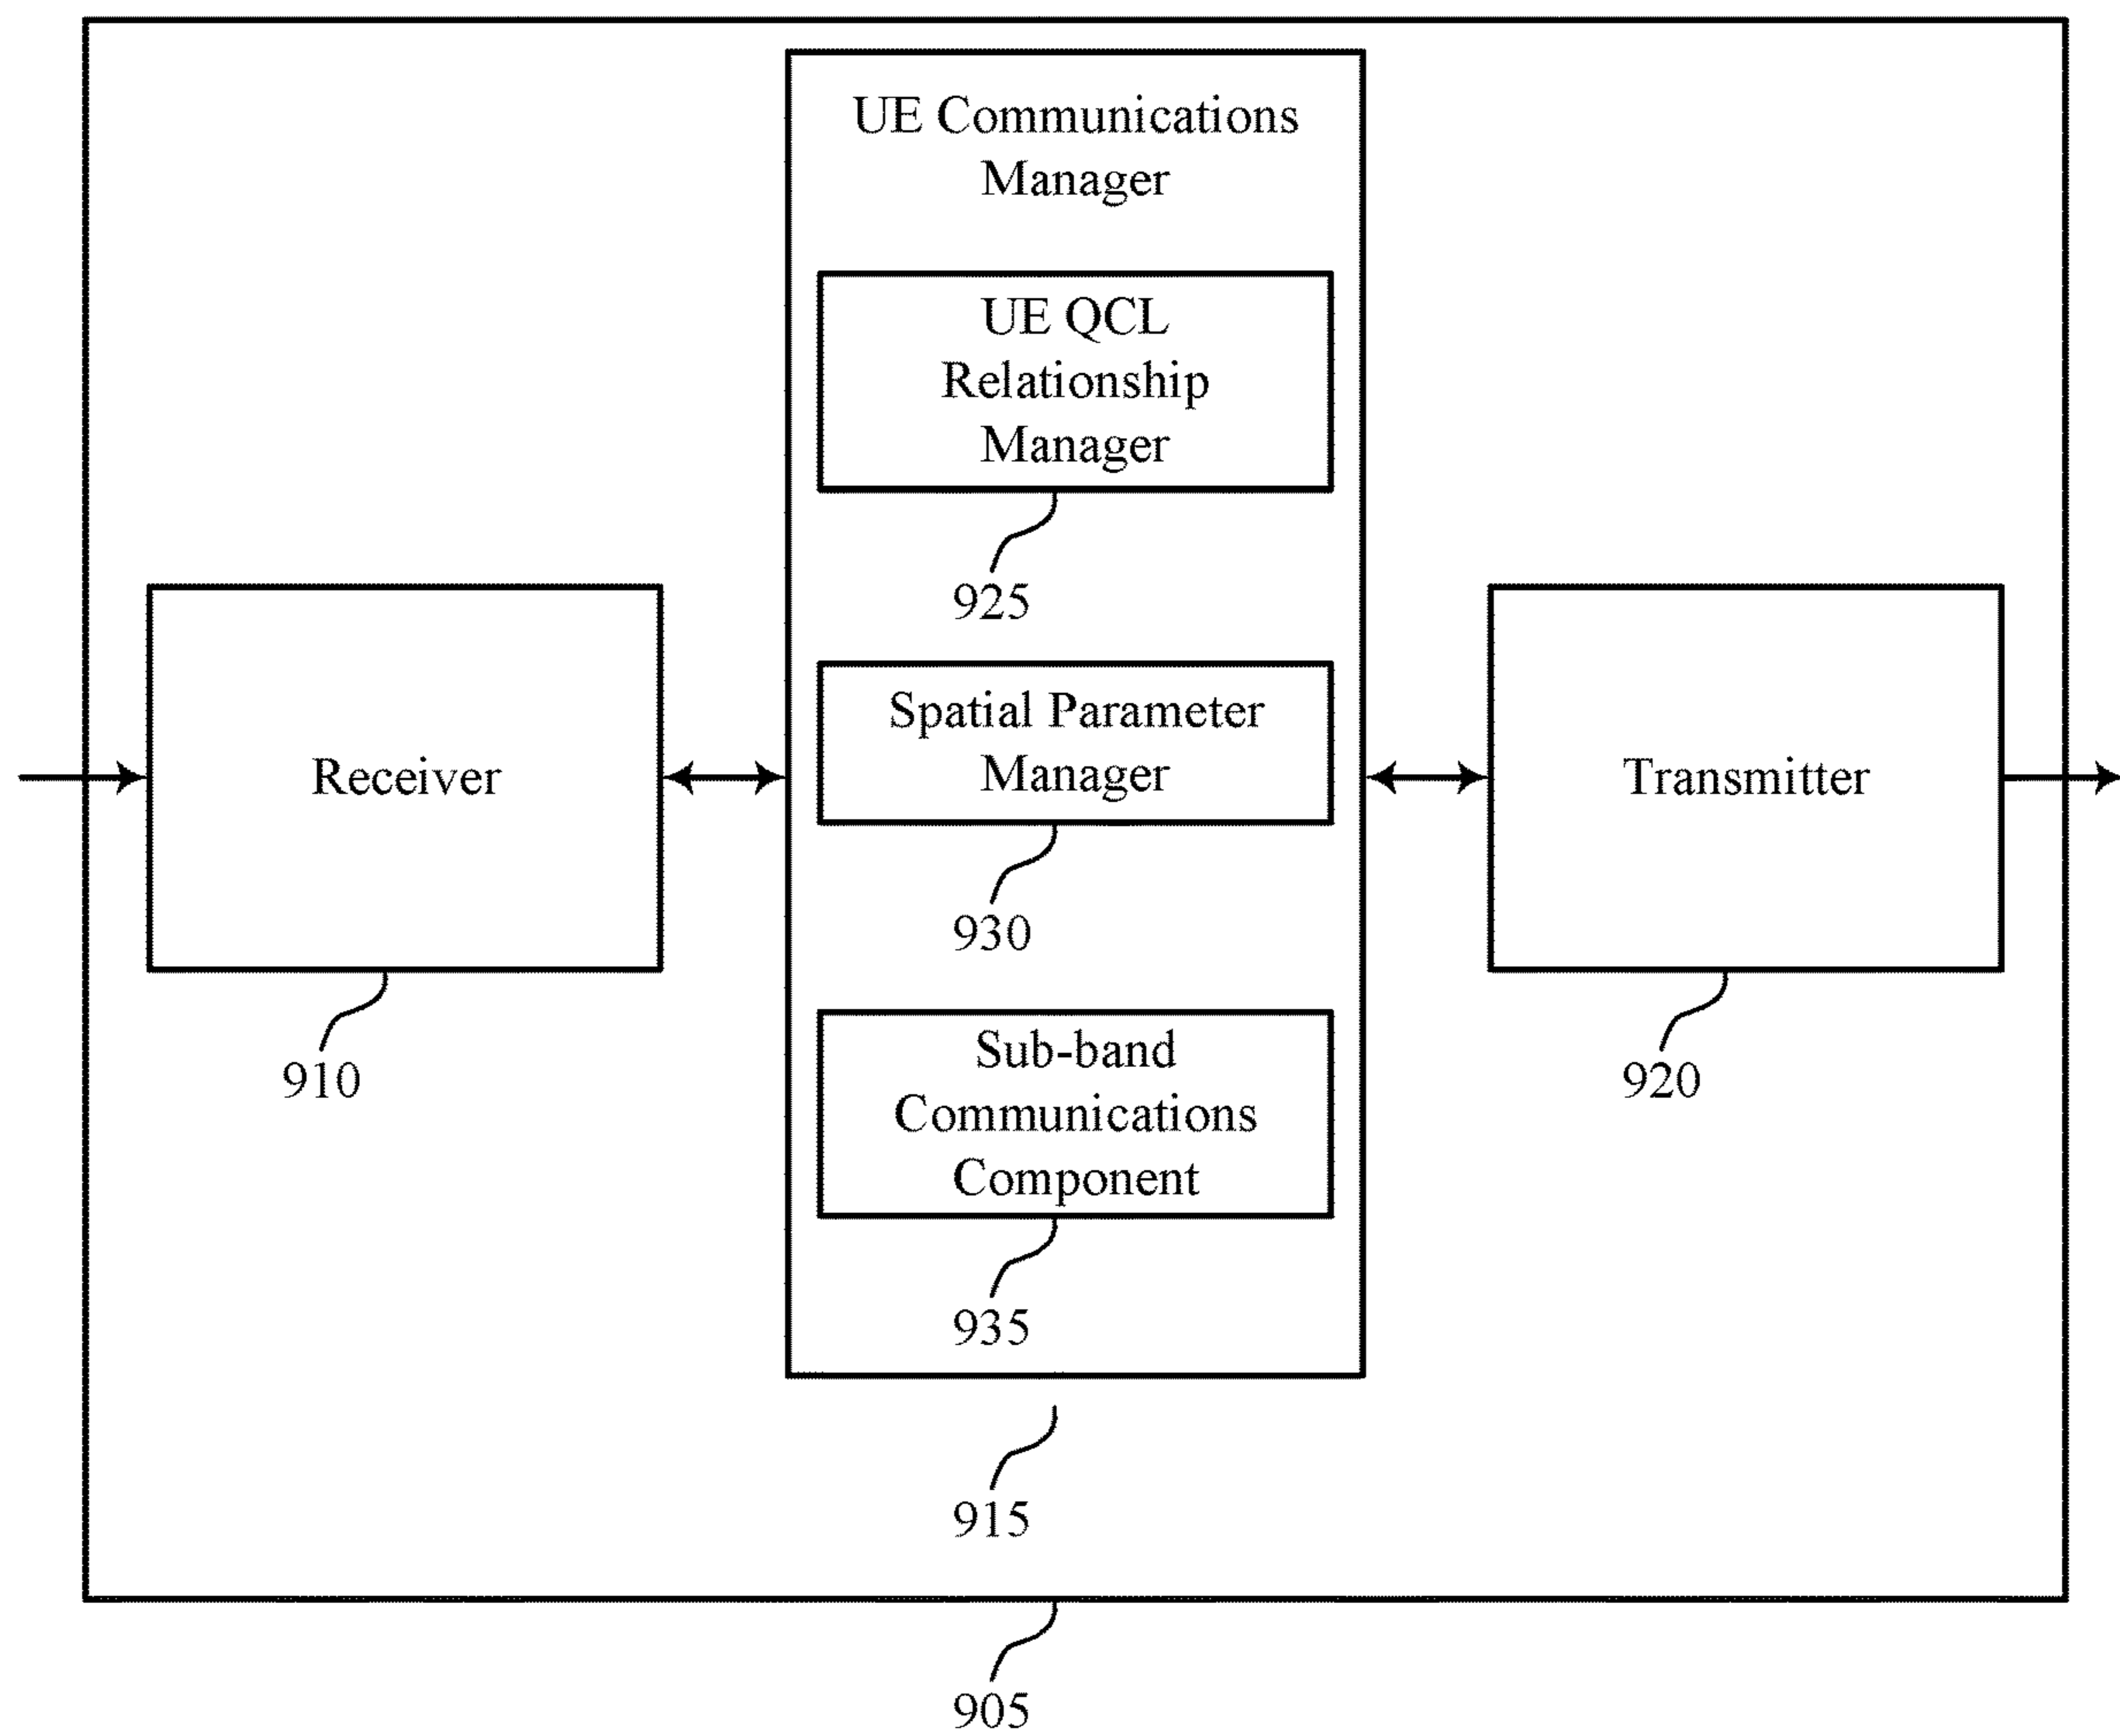 UE Communications
Manager
UE QCL
Relationship
Manager
925
Spatial Parameter
Manager
930
Receiver
910
Transmitter
920
Sub-band
Communications
Component
935
915
905